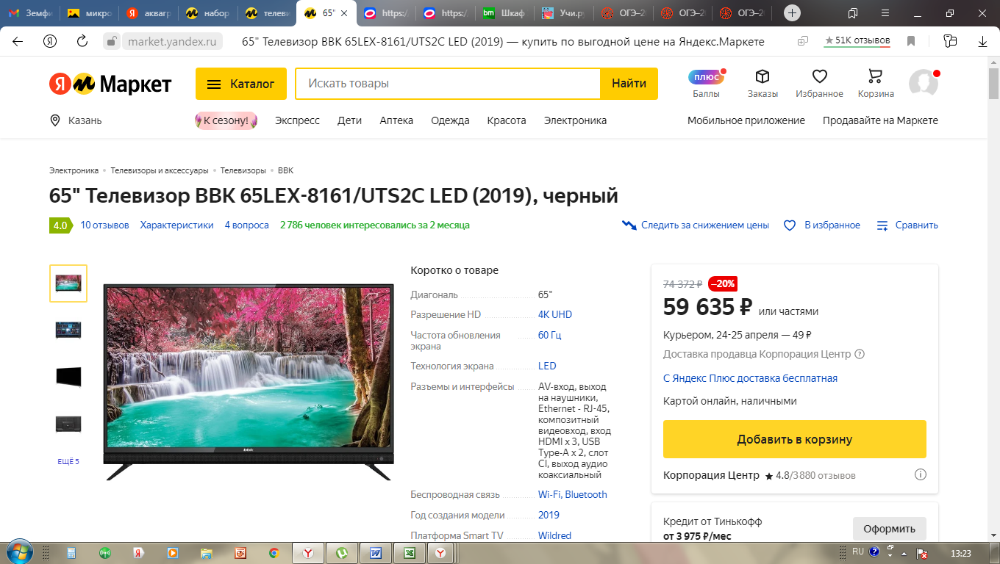 Земфи
микро
аквагр
набор
телеви
65"
https:/
https:/
Шкаф
Учи.ру
ОГЭ–2
ОГЭ–2
ОГЭ–2
market.yandex.ru
65" Телевизор BBK 65LEX-8161/UTS2C LED (2019) — купить по выгодной цене на Яндекс.Маркете
★51K отзывов
Я Маркет
Каталог
Искать товары
Найти
плюс
Баллы
Заказы
Избранное
Корзина
Казань
К сезону!
Экспресс
Дети
Аптека
Одежда
Красота
Электроника
Мобильное приложение
Продавайте на Маркете
Электроника • Телевизоры и аксессуары • Телевизоры • BBK
65" Телевизор BBK 65LEX-8161/UTS2C LED (2019), черный
4.0 10 отзывов Характеристики 4 вопроса 2 786 человек интересовались за 2 месяца
Следить за снижением цены
В избранное
Сравнить
ЕЩЁ 5
Коротко о товаре
Диагональ 65"
Разрешение HD 4K UHD
Частота обновления экрана 60 Гц
Технология экрана LED
Разъемы и интерфейсы AV-вход, выход
на наушники,
Ethernet - RJ-45,
композитный
видеовход, вход
HDMI x 3, USB
Type-A x 2, слот
CI, выход аудио
коаксиальный
Беспроводная связь Wi-Fi, Bluetooth
Год создания модели 2019
Платформа Smart TV Wildred
74 372 ₽ –20%
59 635 ₽ или частями
Курьером, 24-25 апреля — 49 ₽
Доставка продавца Корпорация Центр
С Яндекс Плюс доставка бесплатная
Картой онлайн, наличными
Добавить в корзину
Корпорация Центр ★ 4.8/3 880 отзывов
Кредит от Тинькофф
от 3 975 ₽/мес
Оформить
RU
13:23